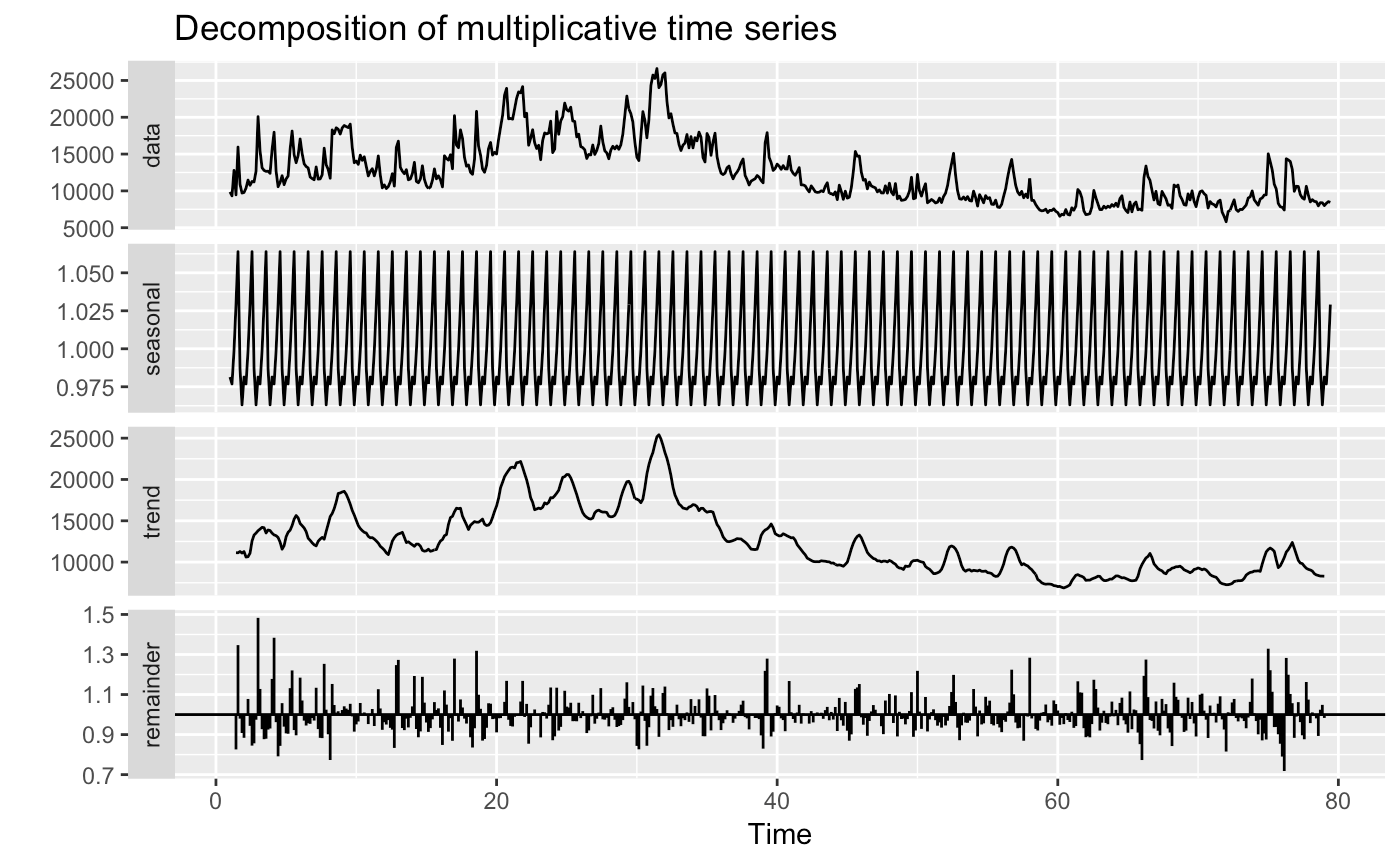 Decomposition of multiplicative time series
25000
20000
15000
10000
5000
data
1.050
1.025
1.000
0.975
seasonal
25000
20000
15000
10000
trend
1.5
1.3
1.1
0.9
0.7
remainder
0 20 40 60 80
Time